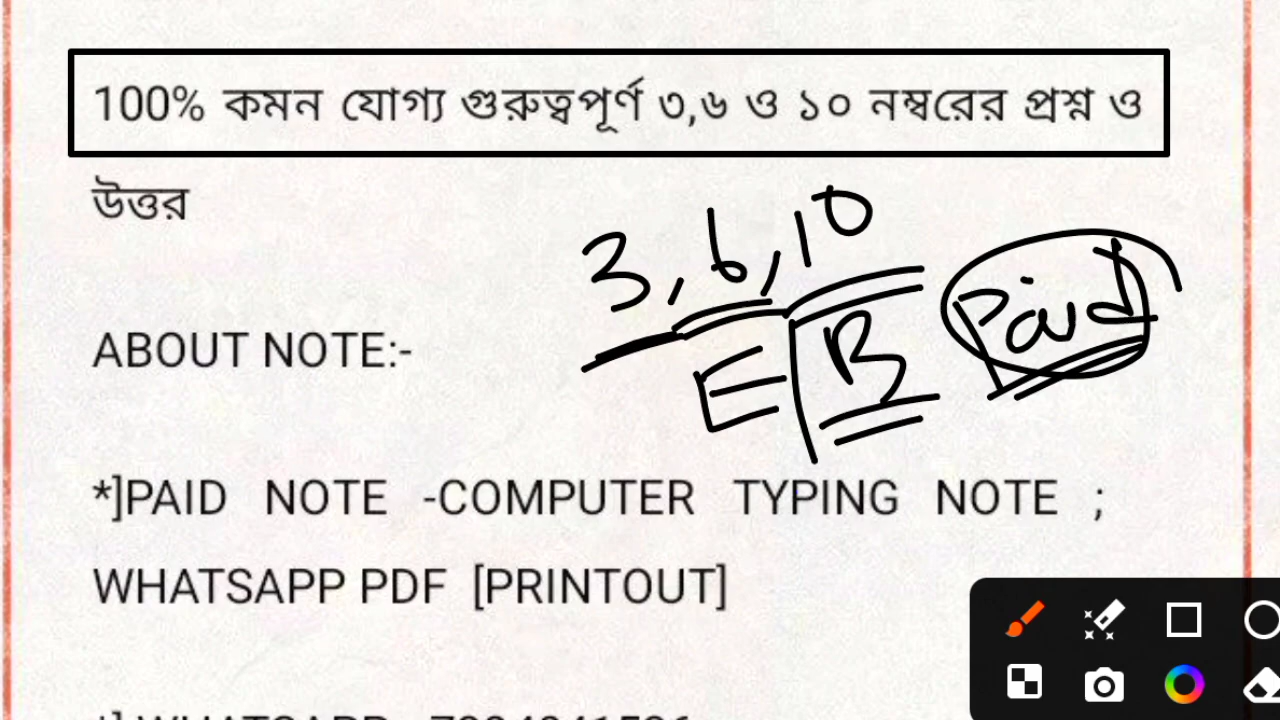 100% কমন যোগ্য গুরুত্বপূর্ণ ৩,৬ ও ১০ নম্বরের প্রশ্ন ও
উত্তর
3, 6, 10
E | B
Paid
ABOUT NOTE:-
*]PAID NOTE -COMPUTER TYPING NOTE ;
WHATSAPP PDF [PRINTOUT]